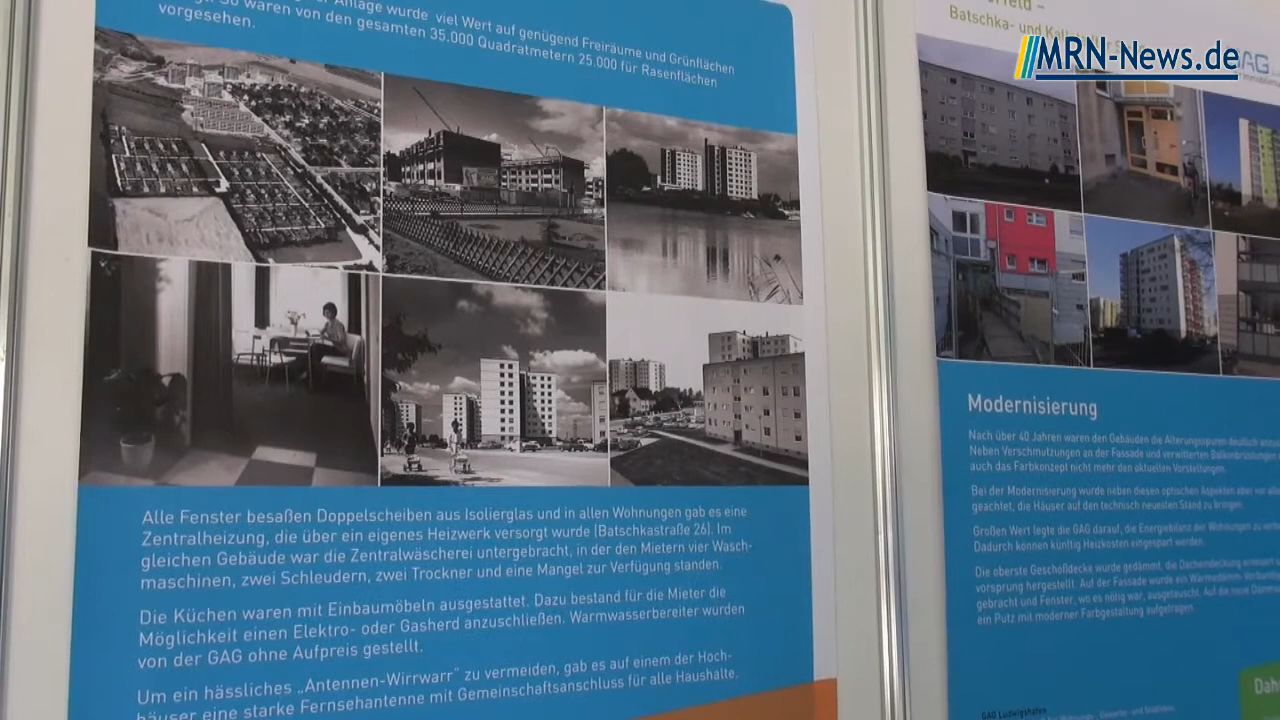 Anlage wurde viel Wert auf genügend Freiräume und Grünflächen
So waren von den gesamten 35.000 Quadratmetern 25.000 für Rasenflächen
vorgesehen.
Alle Fenster besaßen Doppelscheiben aus Isolierglas und in allen Wohnungen gab es eine
Zentralheizung, die über ein eigenes Heizwerk versorgt wurde (Batschkastraße 26). Im
gleichen Gebäude war die Zentralwäscherei untergebracht, in der den Mietern vier Wasch-
maschinen, zwei Schleudern, zwei Trockner und eine Mangel zur Verfügung standen.
Die Küchen waren mit Einbaumöbeln ausgestattet. Dazu bestand für die Mieter die
Möglichkeit einen Elektro- oder Gasherd anzuschließen. Warmwasserbereiter wurden
von der GAG ohne Aufpreis gestellt.
Um ein hässliches „Antennen-Wirrwarr“ zu vermeiden, gab es auf einem der Hoch-
häuser eine starke Fernsehantenne mit Gemeinschaftsanschluss für alle Haushalte.
Batschka- und
MRN-News.de
Modernisierung
Nach über 40 Jahren waren den Gebäuden die Alterungsspuren deutlich
Neben Verschmutzungen an der Fassade und verwitterten Balkonbrüstungen
auch das Farbkonzept nicht mehr den aktuellen Vorstellungen.
Bei der Modernisierung wurde neben diesen optischen Aspekten aber vor
geachtet, die Häuser auf den technisch neuesten Stand zu bringen.
Großen Wert legte die GAG darauf, die Energiebilanz der Wohnungen zu
Dadurch können künftig Heizkosten eingespart werden.
Die oberste Geschoßdecke wurde gedämmt, die Dacheindeckung erneuert
vorsprung hergestellt. Auf der Fassade wurde ein Wärmedämm-
gebracht und Fenster, wo es nötig war, ausgetauscht. Auf die neue
ein Putz mit moderner Farbgestaltung aufgetragen.
GAG Ludwigshafen